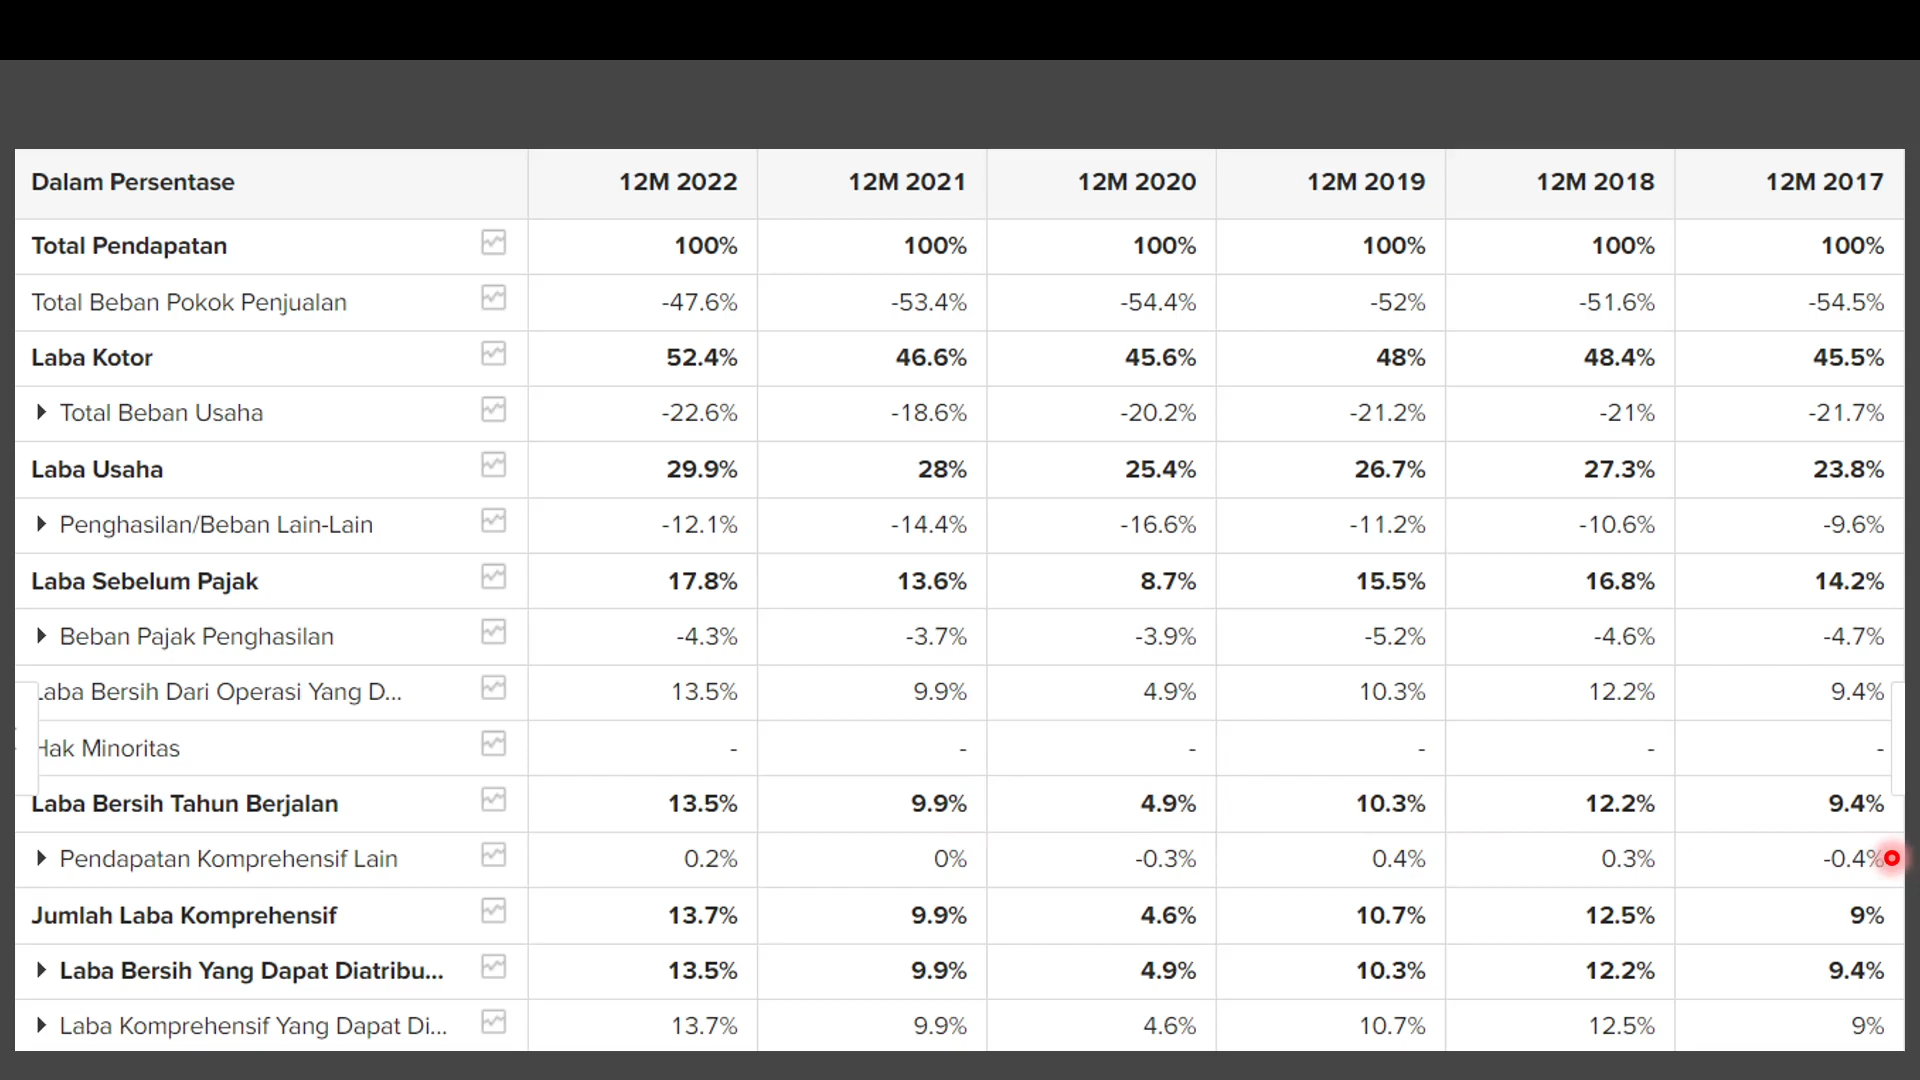 Dalam Persentase 12M 2022 12M 2021 12M 2020 12M 2019 12M 2018 12M 2017
Total Pendapatan 100% 100% 100% 100% 100% 100%
Total Beban Pokok Penjualan -47.6% -53.4% -54.4% -52% -51.6% -54.5%
Laba Kotor 52.4% 46.6% 45.6% 48% 48.4% 45.5%
Total Beban Usaha -22.6% -18.6% -20.2% -21.2% -21% -21.7%
Laba Usaha 29.9% 28% 25.4% 26.7% 27.3% 23.8%
Penghasilan/Beban Lain-Lain -12.1% -14.4% -16.6% -11.2% -10.6% -9.6%
Laba Sebelum Pajak 17.8% 13.6% 8.7% 15.5% 16.8% 14.2%
Beban Pajak Penghasilan -4.3% -3.7% -3.9% -5.2% -4.6% -4.7%
Laba Bersih Dari Operasi Yang D... 13.5% 9.9% 4.9% 10.3% 12.2% 9.4%
Hak Minoritas - - - - - -
Laba Bersih Tahun Berjalan 13.5% 9.9% 4.9% 10.3% 12.2% 9.4%
Pendapatan Komprehensif Lain 0.2% 0% -0.3% 0.4% 0.3% -0.4%
Jumlah Laba Komprehensif 13.7% 9.9% 4.6% 10.7% 12.5% 9%
Laba Bersih Yang Dapat Diatribu... 13.5% 9.9% 4.9% 10.3% 12.2% 9.4%
Laba Komprehensif Yang Dapat Di... 13.7% 9.9% 4.6% 10.7% 12.5% 9%